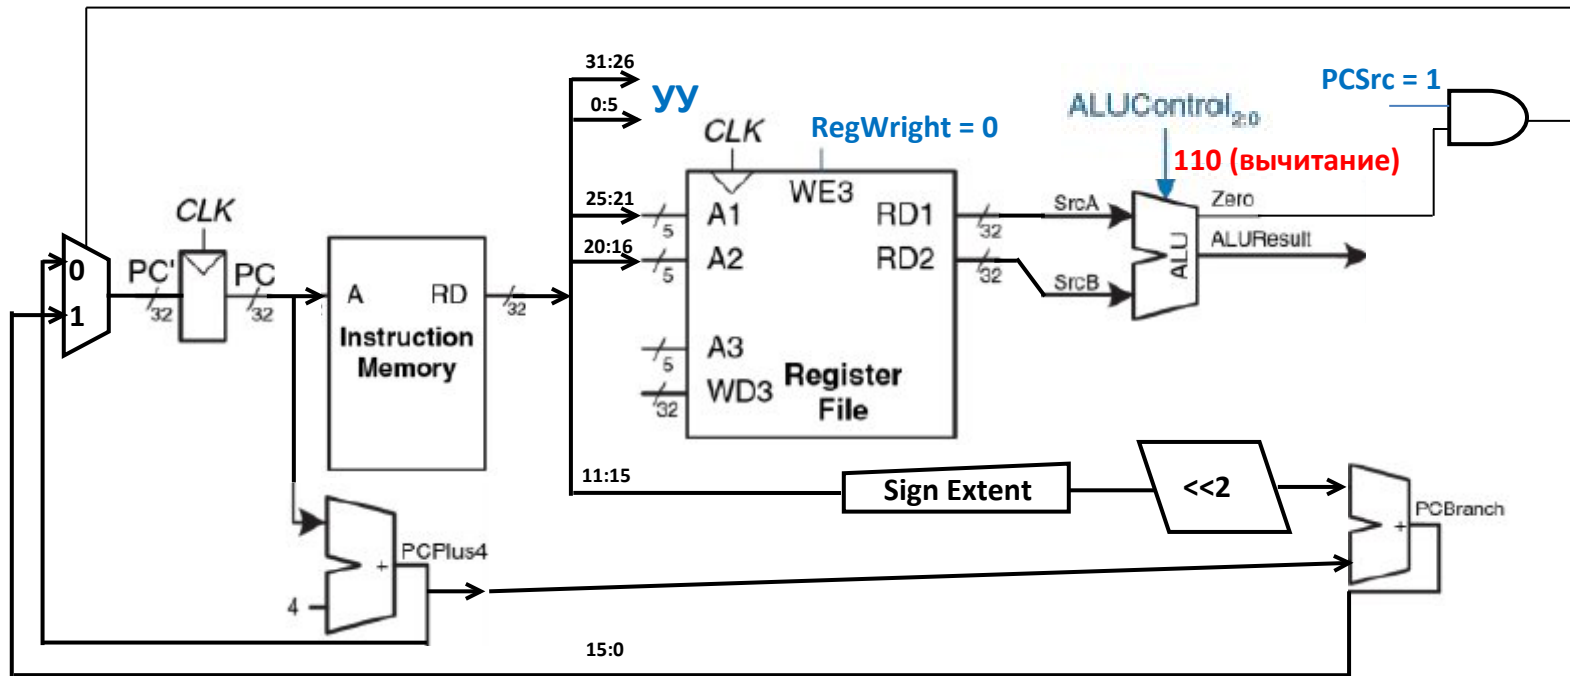 31:26
0:5
УУ
PCSrc = 1
ALUControl2:0
CLK
RegWright = 0
110 (вычитание)
WE3
25:21
5
A1
RD1
32
SrcA
Zero
20:16
5
A2
RD2
32
SrcB
ALU
ALUResult
CLK
0
1
PC'
32
PC
32
A
RD
32
Instruction
Memory
5
A3
32
WD3
Register
File
11:15
Sign Extent
<<2
+
PCBranch
PCPlus4
+
4
15:0